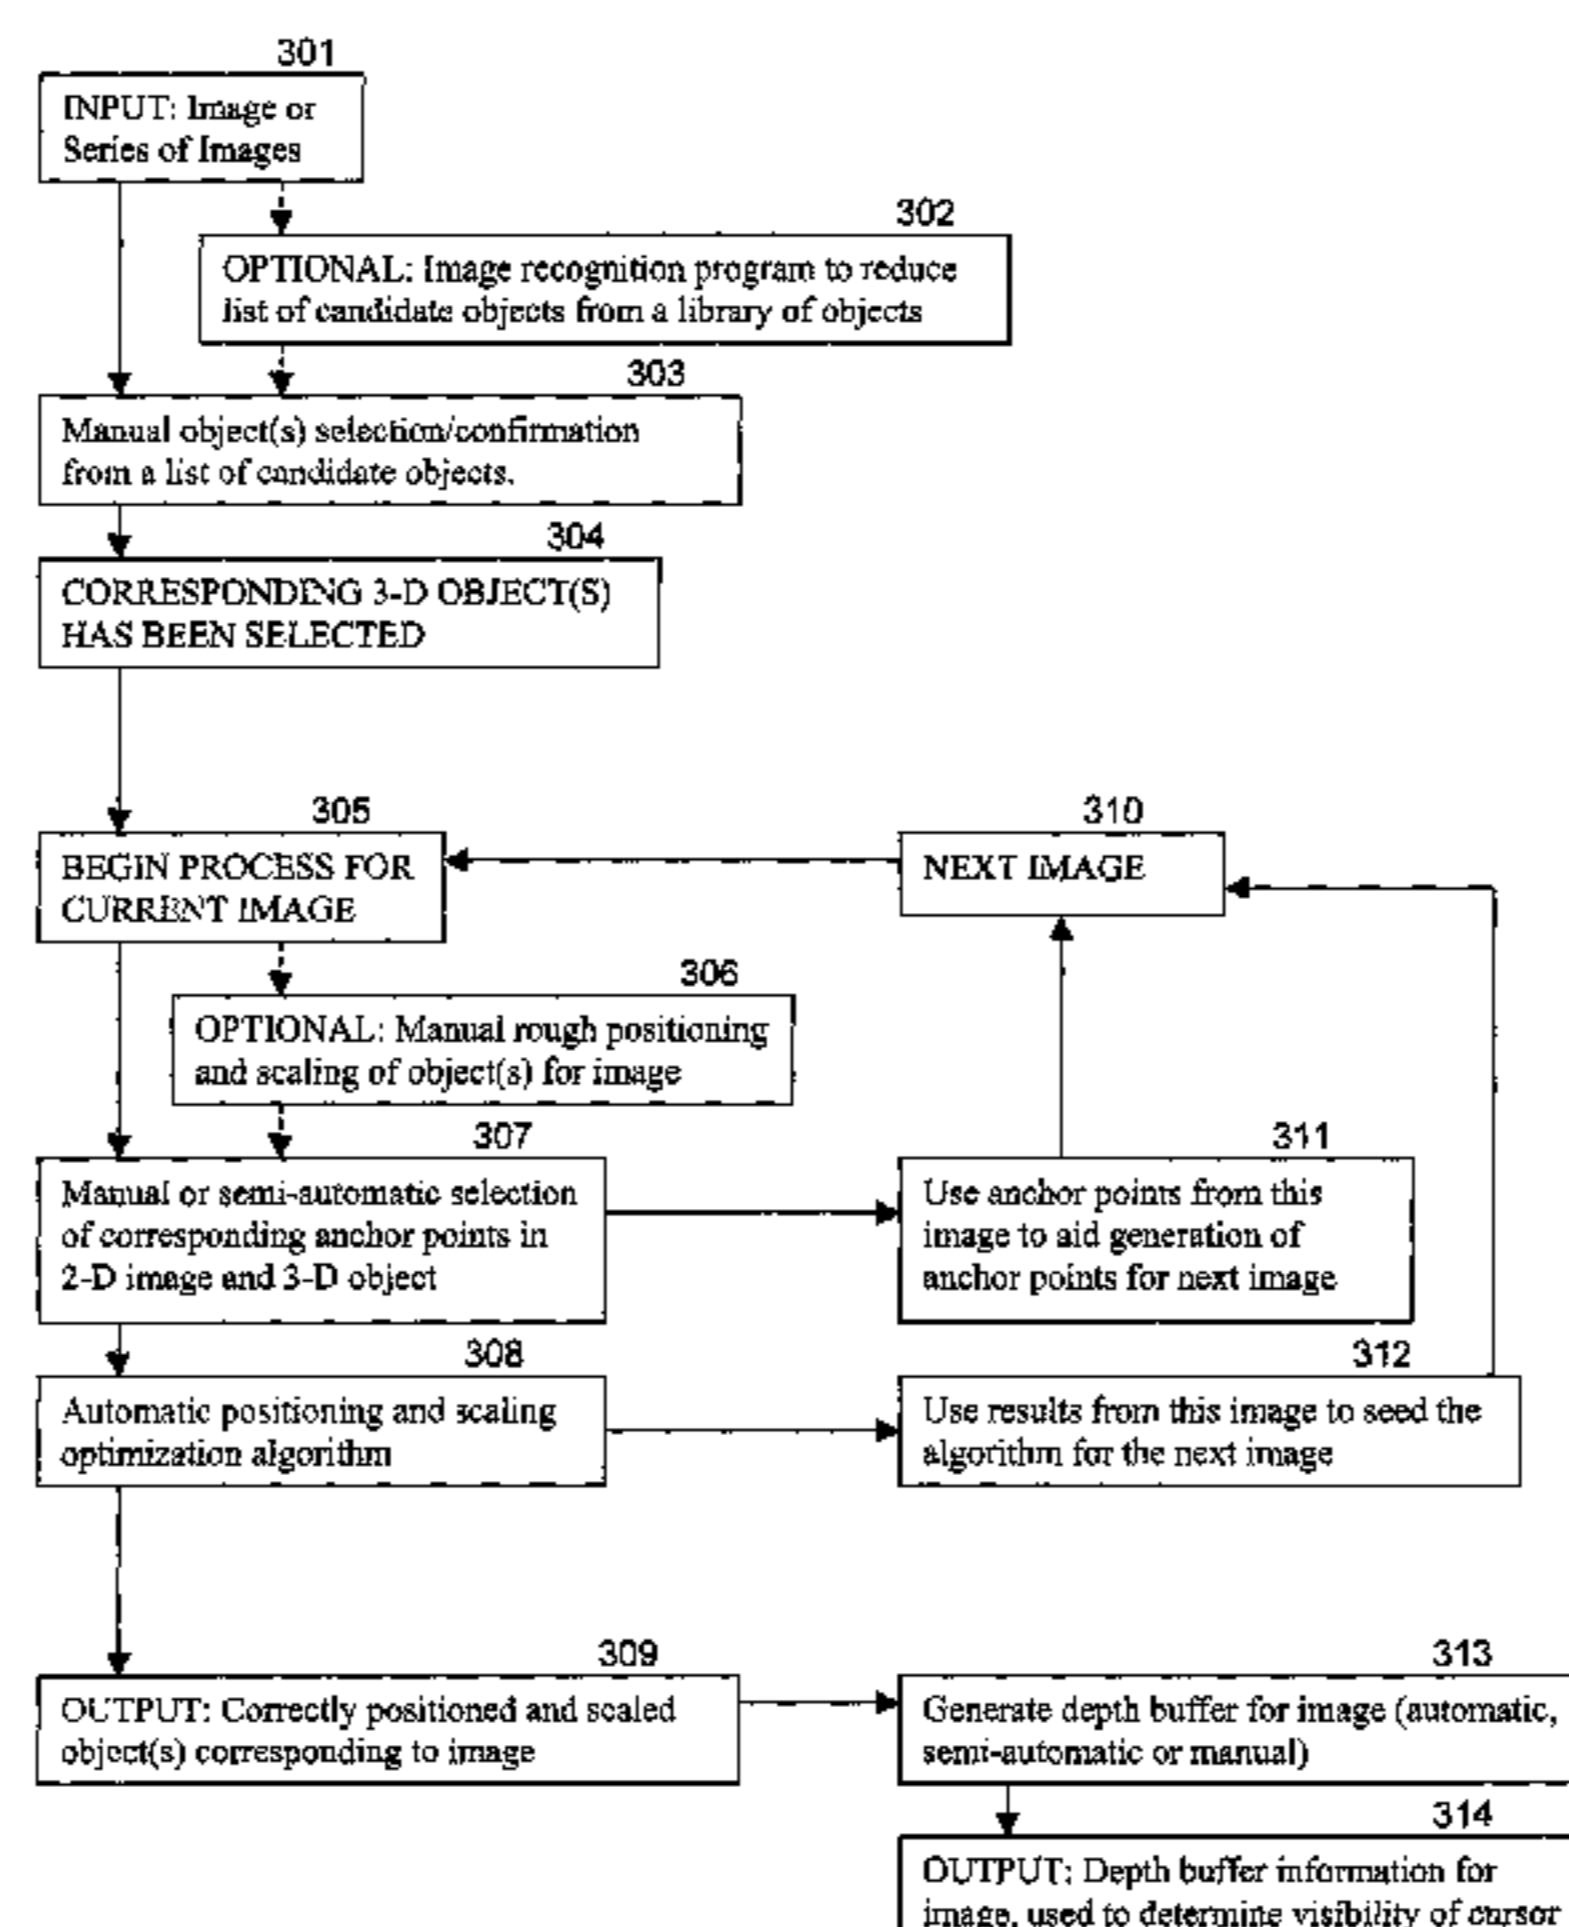 301
INPUT: Image or
Series of Images
302
OPTIONAL: Image recognition program to reduce
list of candidate objects from a library of objects
303
Manual object(s) selection/confirmation
from a list of candidate objects.
304
CORRESPONDING 3-D OBJECT(S)
HAS BEEN SELECTED
305
BEGIN PROCESS FOR
CURRENT IMAGE
310
NEXT IMAGE
306
OPTIONAL: Manual rough positioning
and scaling of object(s) for image
307
Manual or semi-automatic selection
of corresponding anchor points in
2-D image and 3-D object
311
Use anchor points from this
image to aid generation of
anchor points for next image
308
Automatic positioning and scaling
optimization algorithm
312
Use results from this image to seed the
algorithm for the next image
309
OUTPUT: Correctly positioned and scaled
object(s) corresponding to image
313
Generate depth buffer for image (automatic,
semi-automatic or manual)
314
OUTPUT: Depth buffer information for
image, used to determine visibility of cursor